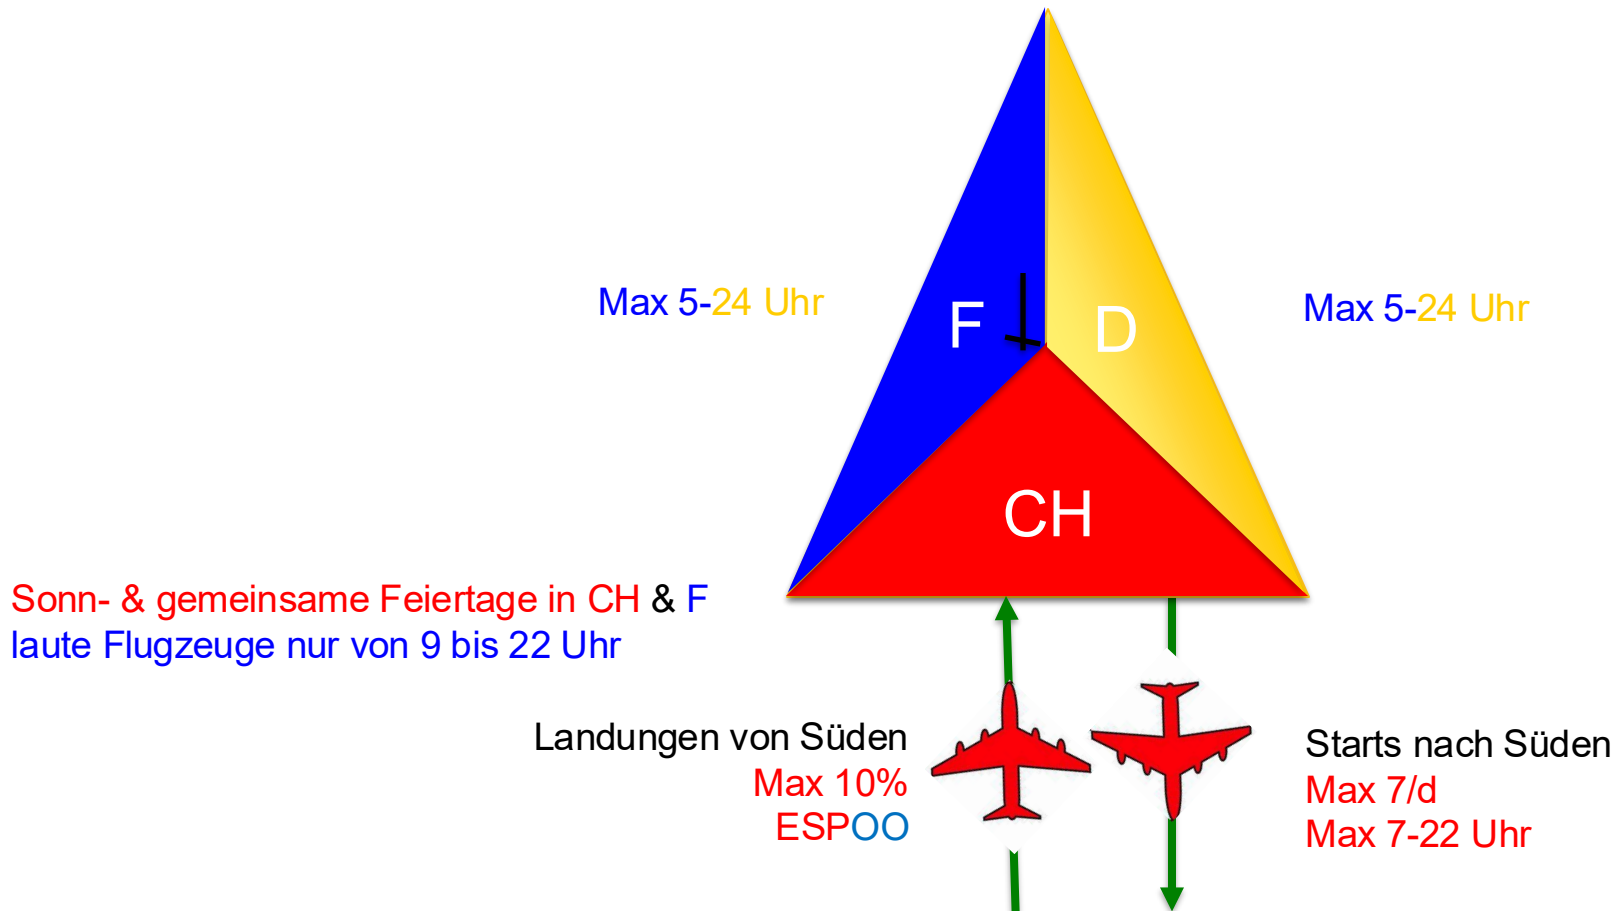 Max 5-24 Uhr
F
D
Max 5-24 Uhr
CH
Sonn- & gemeinsame Feiertage in CH & F
laute Flugzeuge nur von 9 bis 22 Uhr
Landungen von Süden
Max 10%
ESPOO
Starts nach Süden
Max 7/d
Max 7-22 Uhr